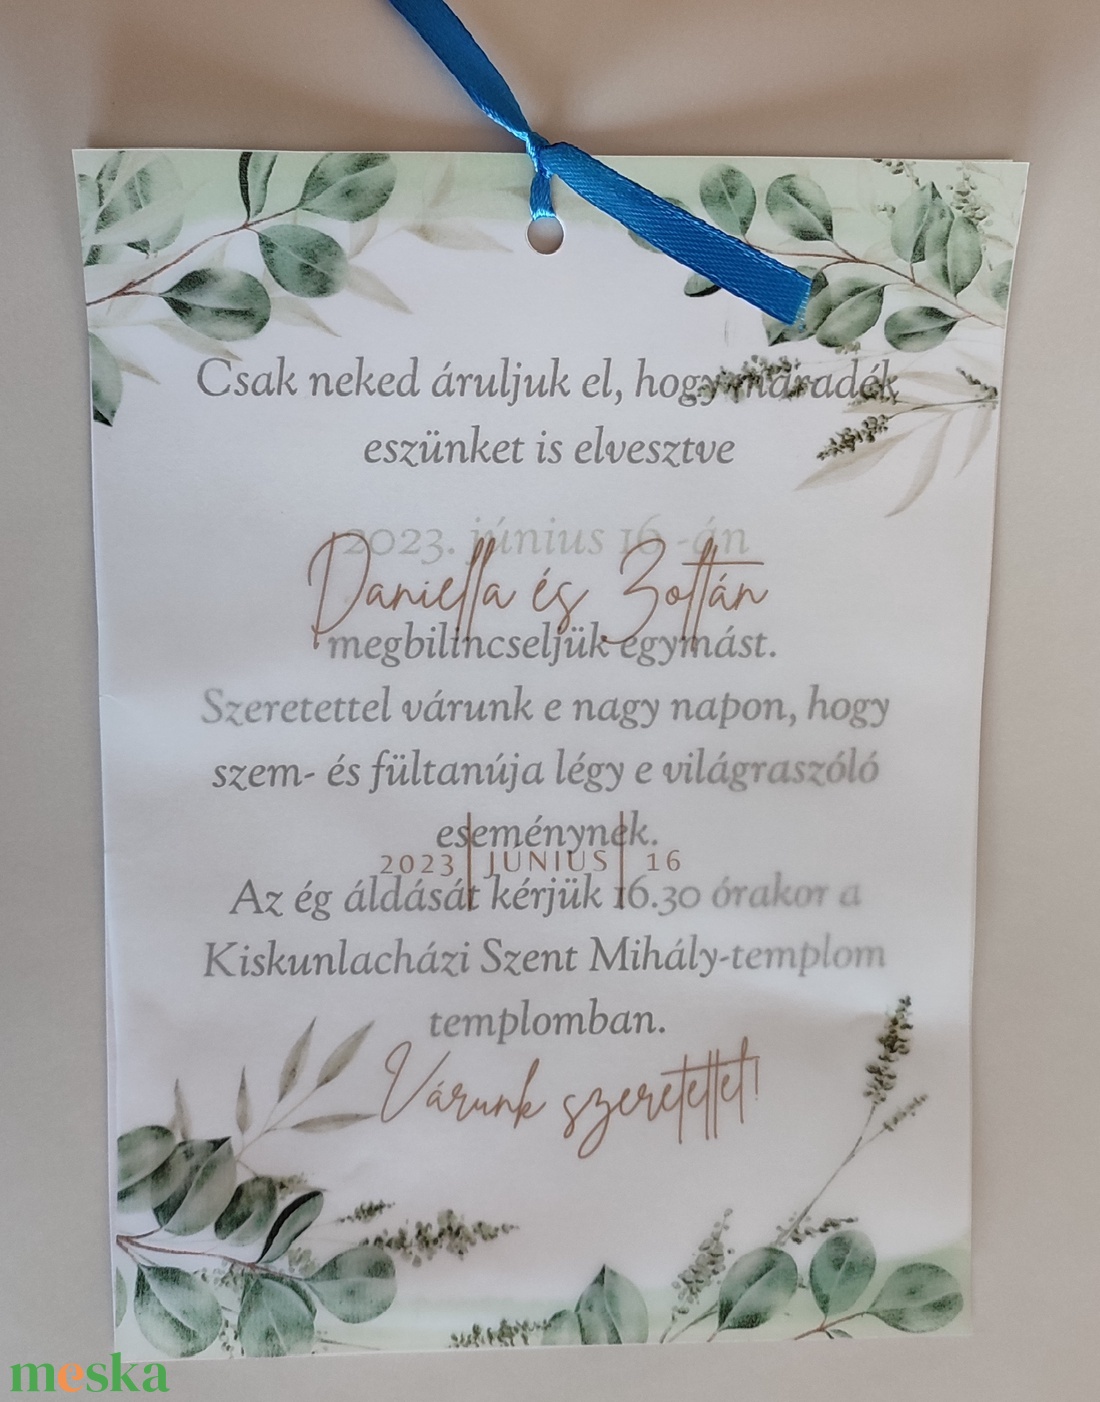 Csak neked áruljuk el, hogy maradék
eszünket is elvesztve
2023. június 16 -án
Daniella és Zoltán
megbilincseljük egymást.
Szeretettel várunk e nagy napon, hogy
szem- és fültanúja légy e világraszóló
eseménynek.
2023 | JÚNIUS | 16
Az ég áldását kérjük 16.30 órakor a
Kiskunlacházi Szent Mihály-templom
templomban.
Várunk szeretettel!
meska